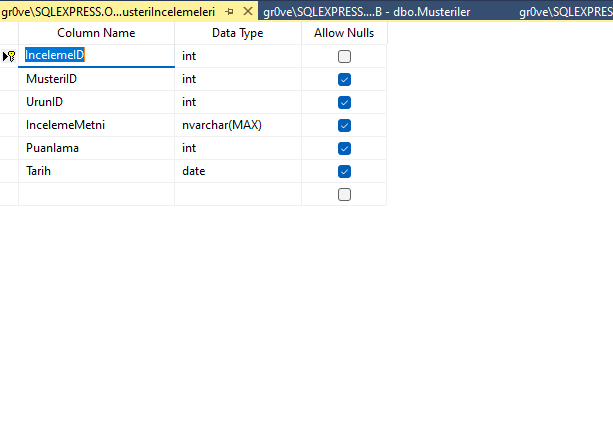 gr0ve\SQLEXPRESS.O...usteriIncelemeleri gr0ve\SQLEXPRESS....B - dbo.Musteriler gr0ve\SQLEXPRES
Column Name Data Type Allow Nulls
IncelemeID int
MusteriID int
UrunID int
IncelemeMetni nvarchar(MAX)
Puanlama int
Tarih date